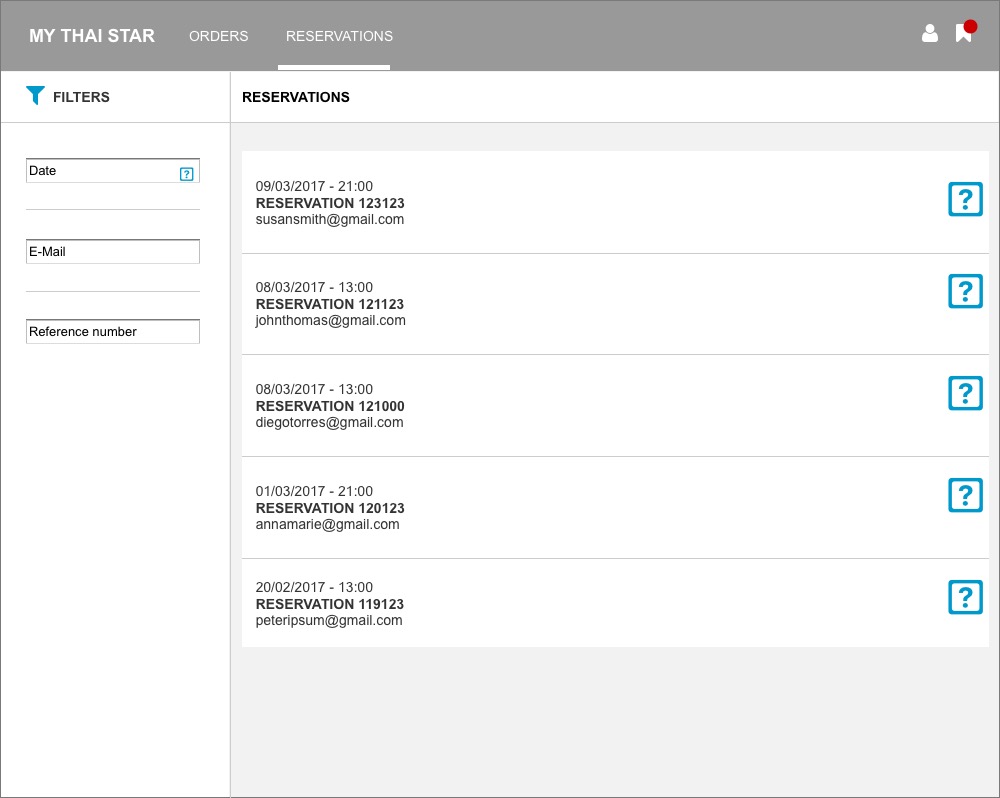 MY THAI STAR ORDERS RESERVATIONS
FILTERS
RESERVATIONS
Date ?
E-Mail
Reference number
09/03/2017 - 21:00
RESERVATION 123123
susansmith@gmail.com
?
08/03/2017 - 13:00
RESERVATION 121123
johnthomas@gmail.com
?
08/03/2017 - 13:00
RESERVATION 121000
diegotorres@gmail.com
?
01/03/2017 - 21:00
RESERVATION 120123
annamarie@gmail.com
?
20/02/2017 - 13:00
RESERVATION 119123
peteripsum@gmail.com
?